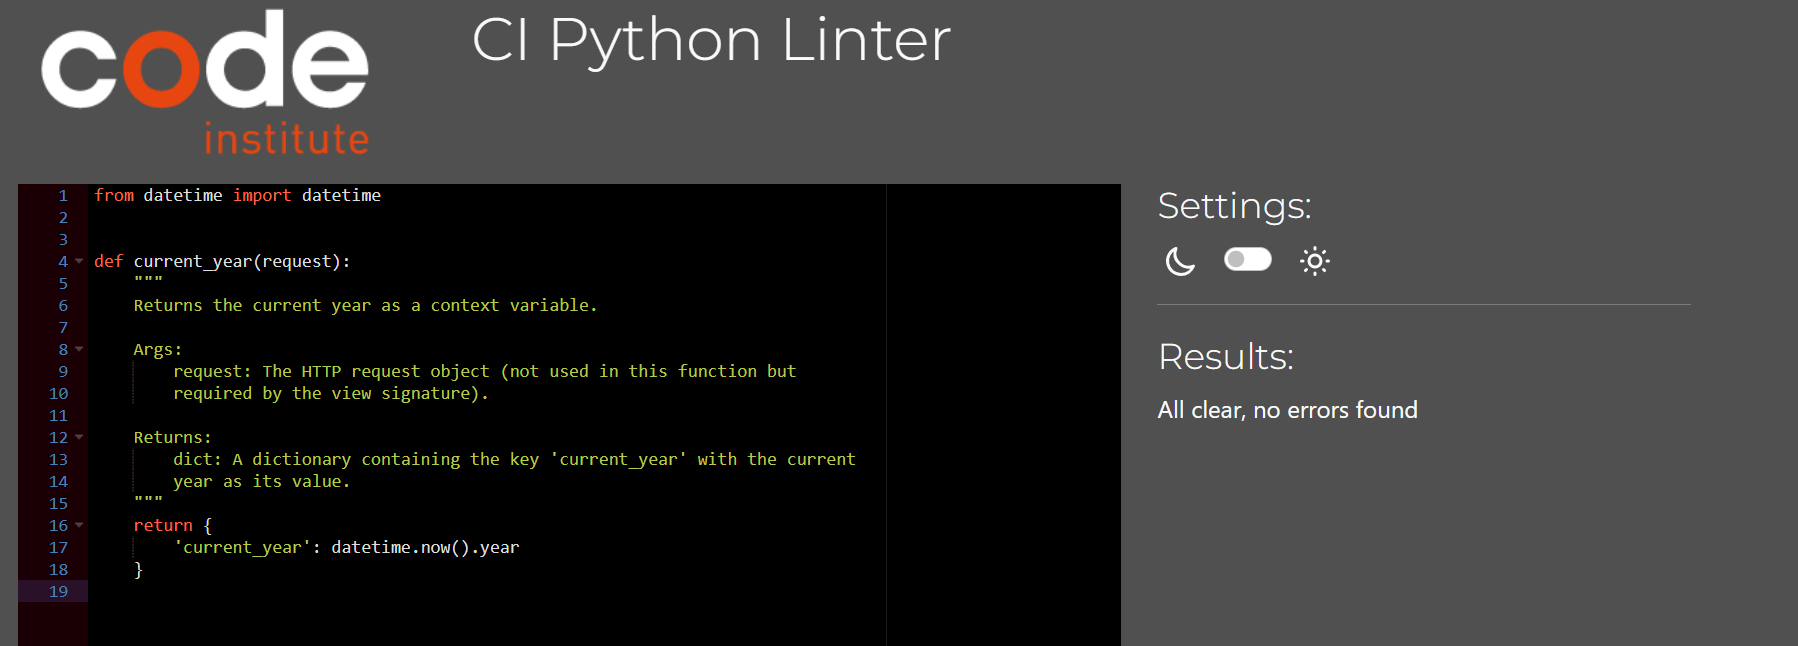 code
institute
CI Python Linter
1 from datetime import datetime
2
3
4 def current_year(request):
5     """
6     Returns the current year as a context variable.
7
8     Args:
9         request: The HTTP request object (not used in this function but
10         required by the view signature).
11
12     Returns:
13         dict: A dictionary containing the key 'current_year' with the current
14         year as its value.
15     """
16     return {
17         'current_year': datetime.now().year
18     }
19
Settings:
Results:
All clear, no errors found